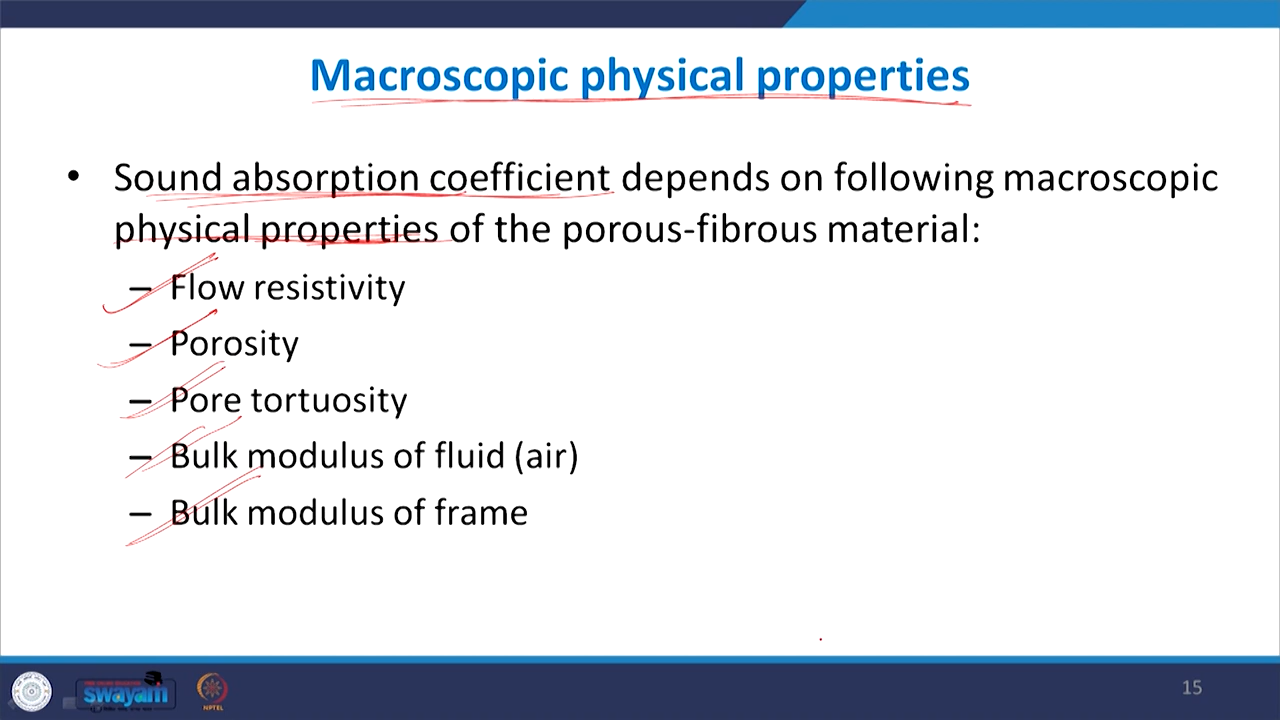 Macroscopic physical properties
• Sound absorption coefficient depends on following macroscopic
physical properties of the porous-fibrous material:
– Flow resistivity
– Porosity
– Pore tortuosity
– Bulk modulus of fluid (air)
– Bulk modulus of frame
swayam
NPTEL
15